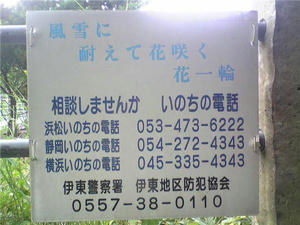 風雪に
耐えて花咲く
花一輪
相談しませんか　いのちの電話
浜松いのちの電話　053-473-6222
静岡いのちの電話　054-272-4343
横浜いのちの電話　045-335-4343
伊東警察署　伊東地区防犯協会
0557-38-0110